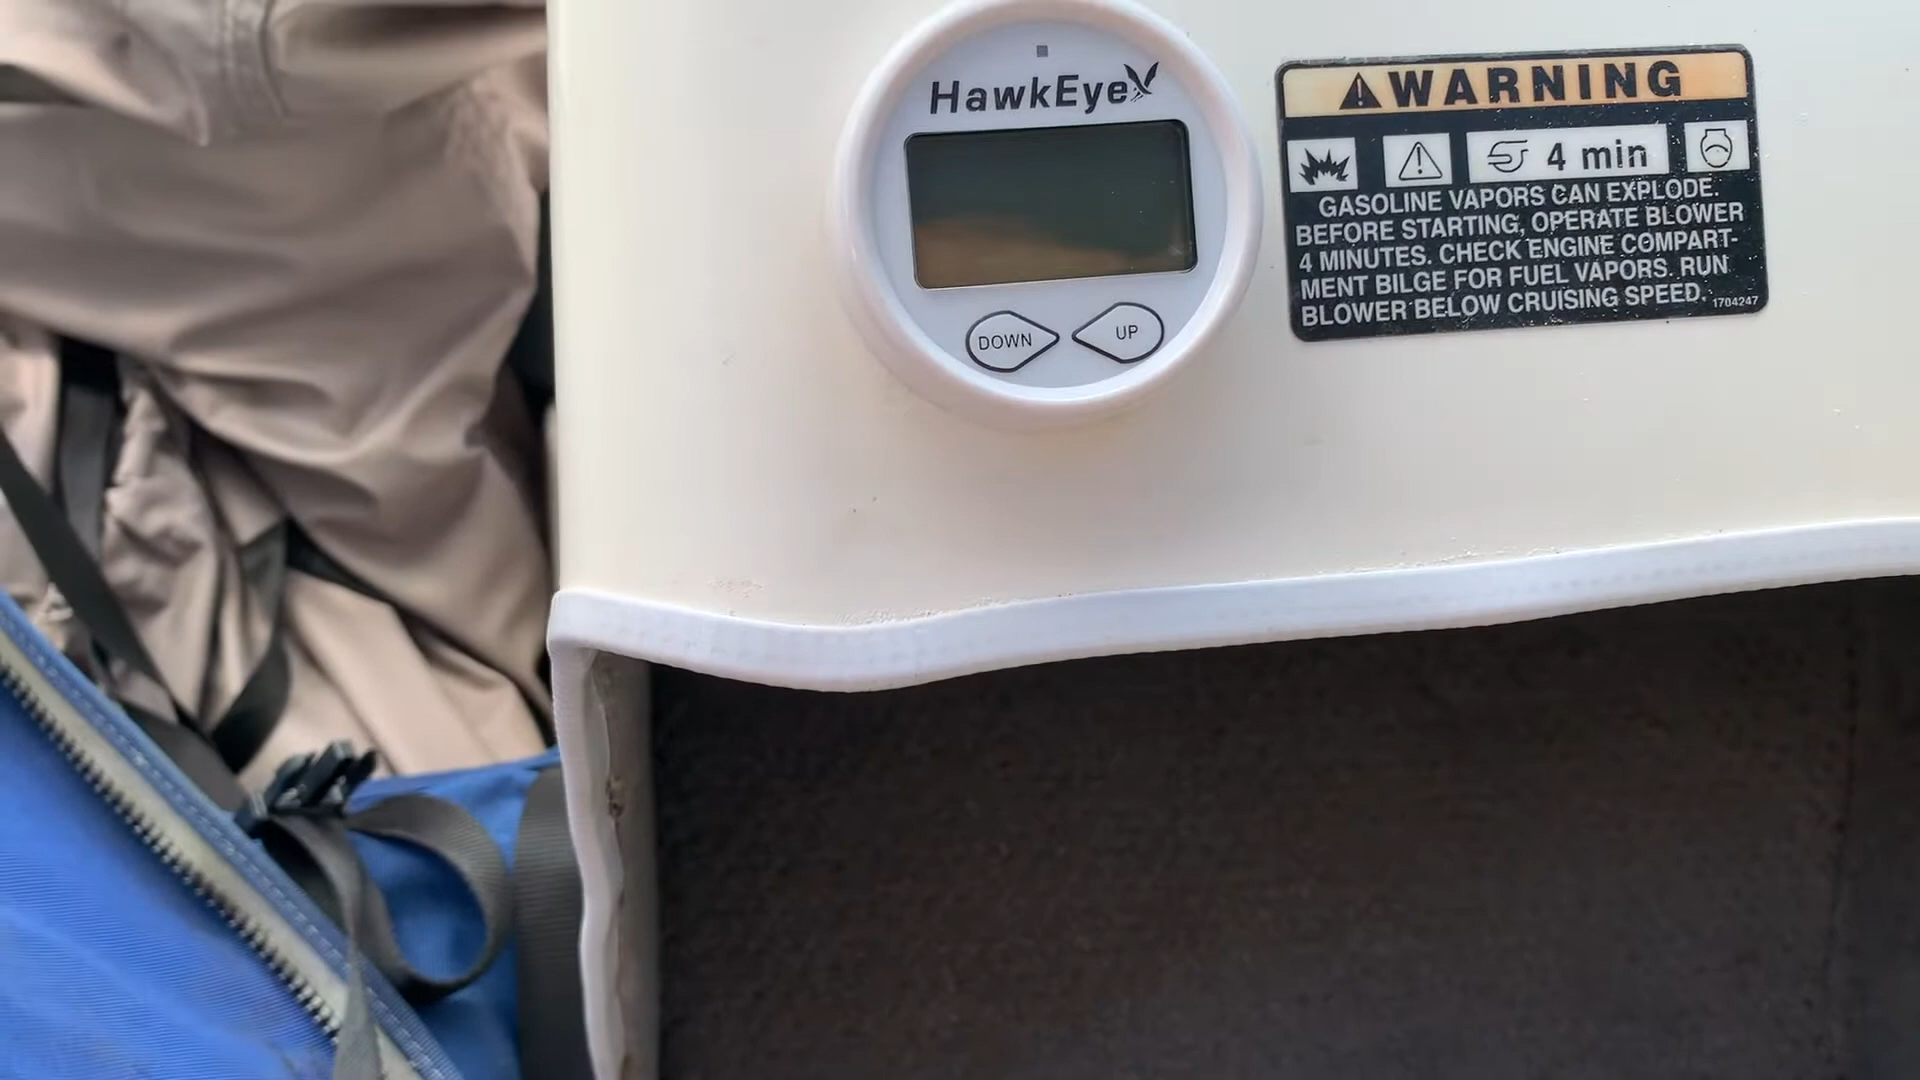 HawkEye
DOWN
UP
WARNING
4 min
GASOLINE VAPORS CAN EXPLODE.
BEFORE STARTING, OPERATE BLOWER
4 MINUTES. CHECK ENGINE COMPART-
MENT BILGE FOR FUEL VAPORS. RUN
BLOWER BELOW CRUISING SPEED.
1704247